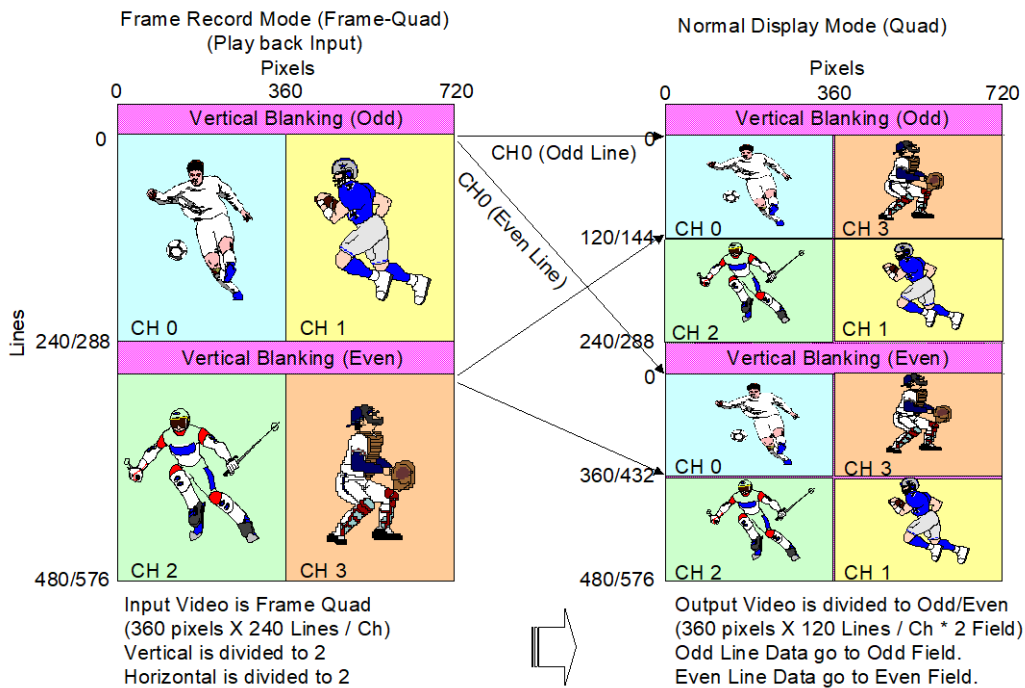 Frame Record Mode (Frame-Quad)
(Play back Input)
Pixels
0 360 720
Vertical Blanking (Odd)
0
CH 0
CH 1
Lines
240/288
Vertical Blanking (Even)
CH 2
CH 3
480/576
Input Video is Frame Quad
(360 pixels X 240 Lines / Ch)
Vertical is divided to 2
Horizontal is divided to 2
CH0 (Odd Line)
CH0 (Even Line)
Normal Display Mode (Quad)
Pixels
0 360 720
Vertical Blanking (Odd)
0
CH 0
CH 3
120/144
CH 2
CH 1
240/288
Vertical Blanking (Even)
0
CH 0
CH 3
360/432
CH 2
CH 1
480/576
Output Video is divided to Odd/Even
(360 pixels X 120 Lines / Ch * 2 Field)
Odd Line Data go to Odd Field.
Even Line Data go to Even Field.